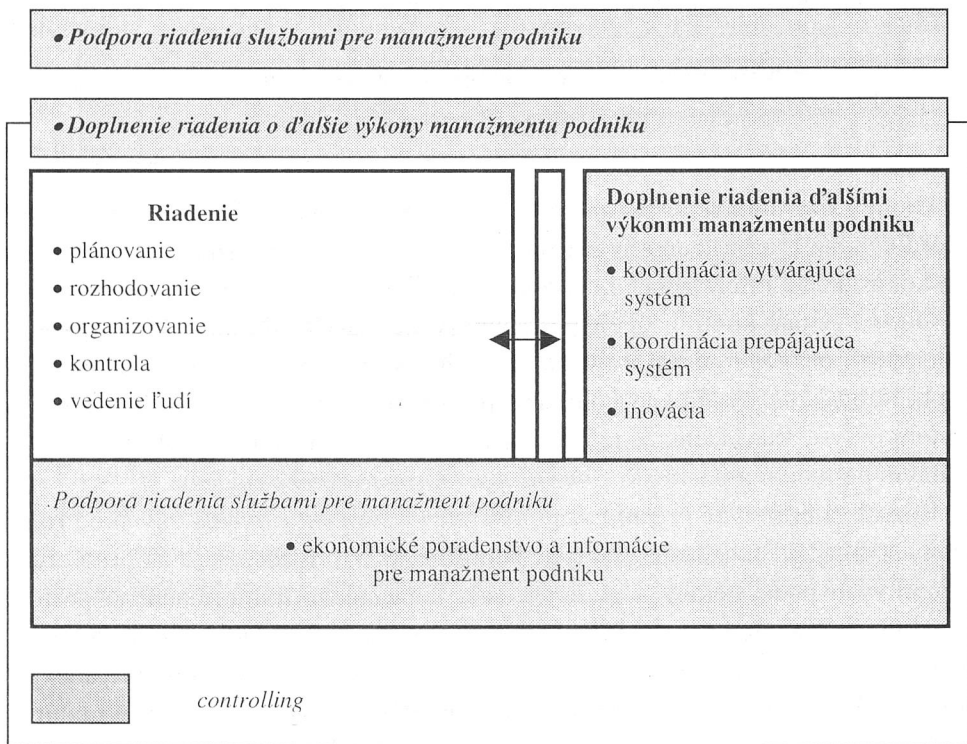 • Podpora riadenia službami pre manažment podniku
• Doplnenie riadenia o ďalšie výkony manažmentu podniku
Riadenie
• plánovanie
• rozhodovanie
• organizovanie
• kontrola
• vedenie ľudí
Doplnenie riadenia ďalšími
výkonmi manažmentu podniku
• koordinácia vytvárajúca
systém
• koordinácia prepájajúca
systém
• inovácia
Podpora riadenia službami pre manažment podniku
• ekonomické poradenstvo a informácie
pre manažment podniku
controlling